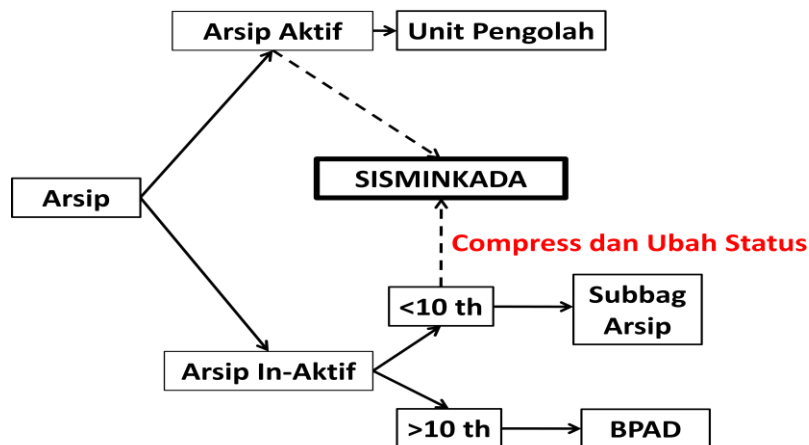 Arsip Aktif
Unit Pengolah
SISMINKADA
Arsip
Compress dan Ubah Status
<10 th
Subbag
Arsip
Arsip In-Aktif
>10 th
BPAD